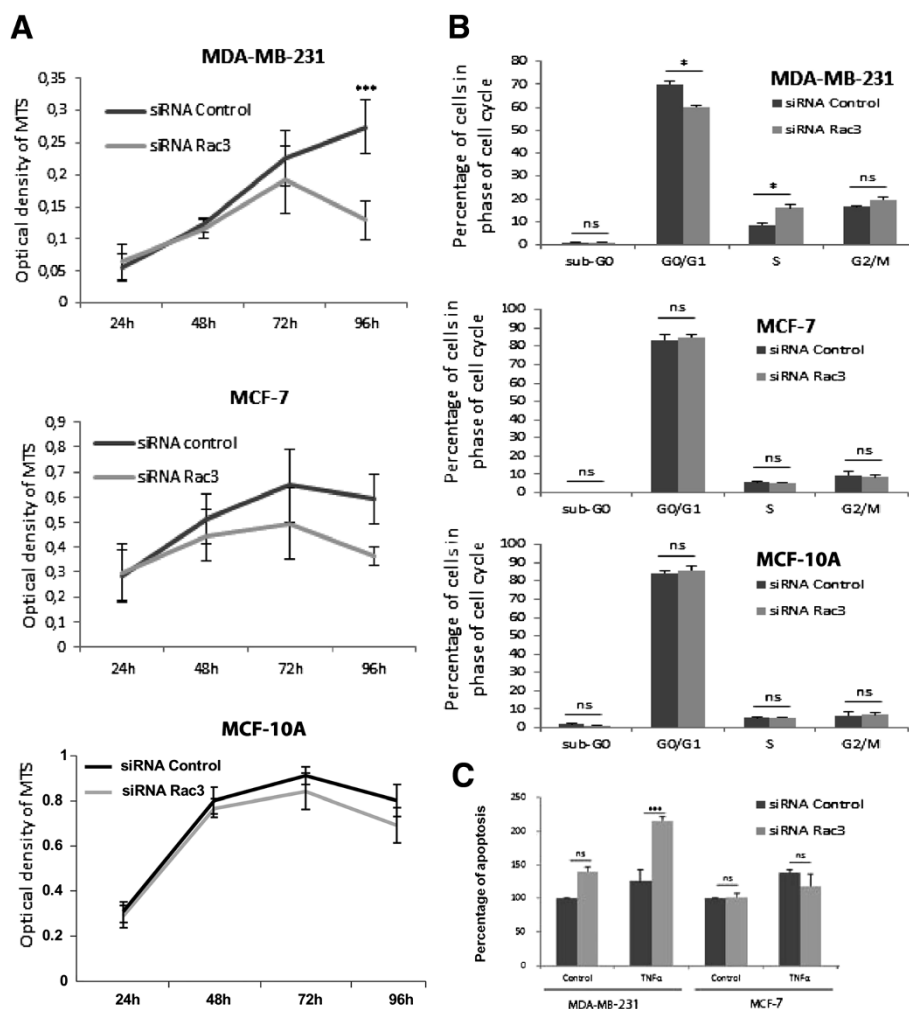 A
MDA-MB-231
Optical density of MTS
0,35
0,3
0,25
0,2
0,15
0,1
0,05
0
siRNA Control
siRNA Rac3
***
24h 48h 72h 96h
MCF-7
Optical density of MTS
0,9
0,8
0,7
0,6
0,5
0,4
0,3
0,2
0,1
0
siRNA control
siRNA Rac3
24h 48h 72h 96h
MCF-10A
Optical density of MTS
1
0.8
0.6
0.4
0.2
0
siRNA Control
siRNA Rac3
24h 48h 72h 96h
B
Percentage of cells in
phase of cell cycle
80
70
60
50
40
30
20
10
0
MDA-MB-231
siRNA Control
siRNA Rac3
n.s * * n.s
sub-G0 G0/G1 S G2/M
Percentage of cells in
phase of cell cycle
100
90
80
70
60
50
40
30
20
10
0
MCF-7
siRNA Control
siRNA Rac3
n.s n.s n.s n.s
sub-G0 G0/G1 S G2/M
Percentage of cells in
phase of cell cycle
100
90
80
70
60
50
40
30
20
10
0
MCF-10A
siRNA Control
siRNA Rac3
n.s n.s n.s n.s
sub-G0 G0/G1 S G2/M
C
Percentage of apoptosis
250
200
150
100
50
0
siRNA Control
siRNA Rac3
ns *** ns ns
Control TNFα Control TNFα
MDA-MB-231 MCF-7